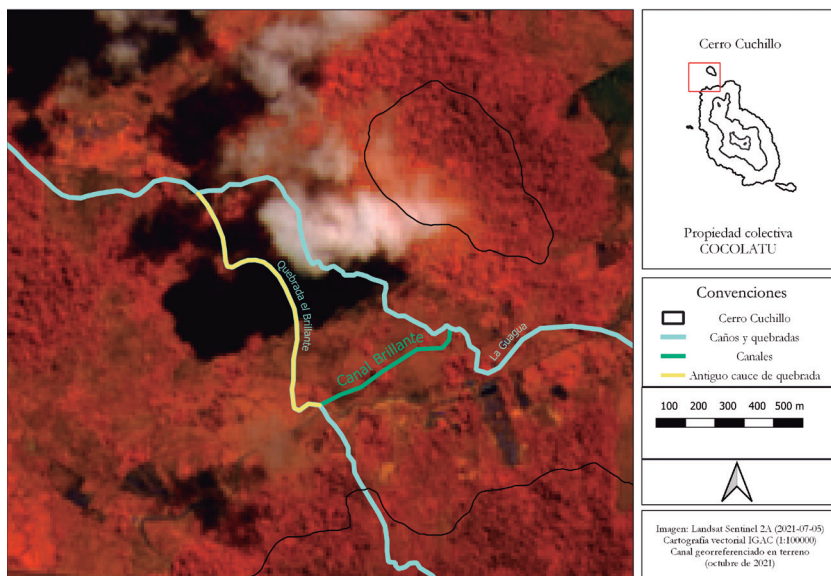 Quebrada el Brillante
Canal Brillante
La Guagua
Cerro Cuchillo
Propiedad colectiva
COCOLATU
Convenciones
Cerro Cuchillo
Caños y quebradas
Canales
Antiguo cauce de quebrada
100 200 300 400 500 m
Imagen: Landsat Sentinel 2A (2021-07-05)
Cartografía vectorial IGAC (1:100000)
Canal georreferenciado en terreno
(octubre de 2021)